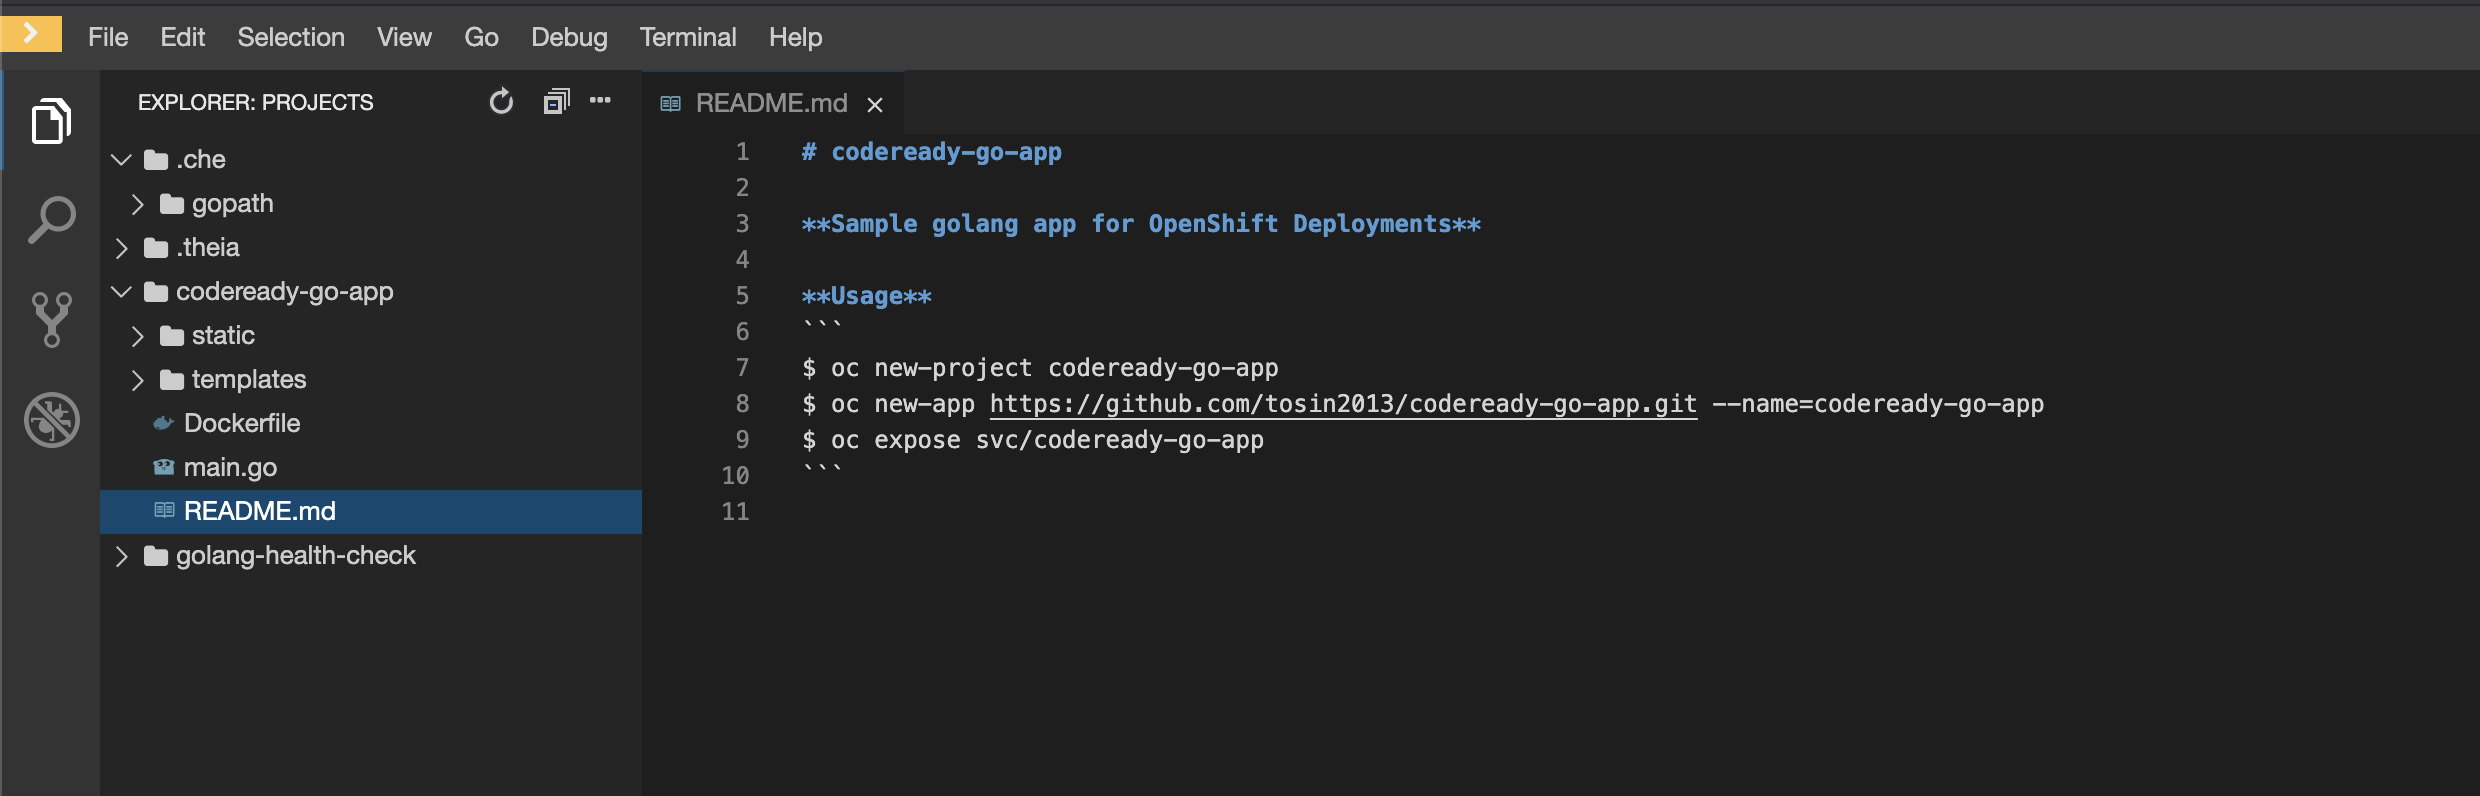 File Edit Selection View Go Debug Terminal Help
EXPLORER: PROJECTS
.che
gopath
.theia
codeready-go-app
static
templates
Dockerfile
main.go
README.md
golang-health-check
README.md
1 # codeready-go-app
2
3 **Sample golang app for OpenShift Deployments**
4
5 **Usage**
6 ```
7 $ oc new-project codeready-go-app
8 $ oc new-app https://github.com/tosin2013/codeready-go-app.git --name=codeready-go-app
9 $ oc expose svc/codeready-go-app
10 ```
11